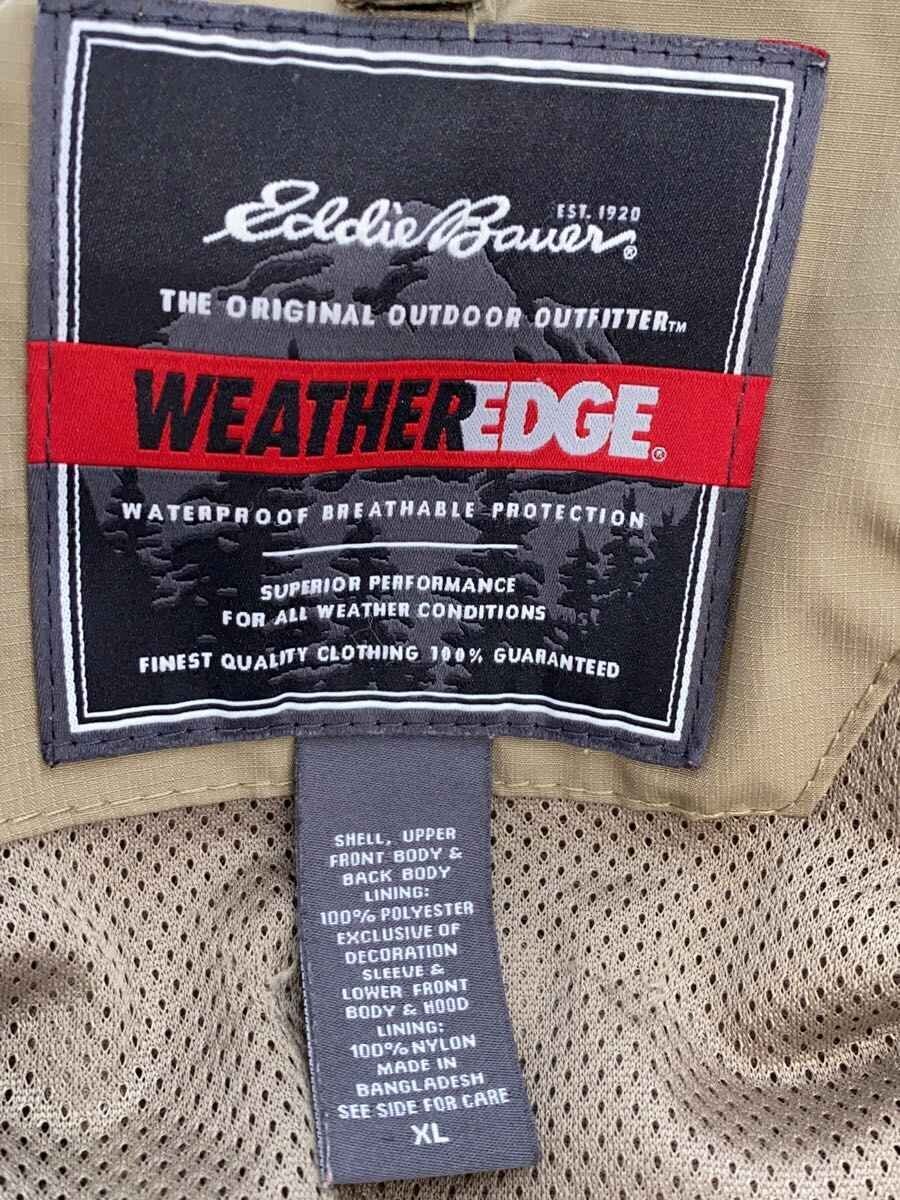 Eddie Bauer® EST. 1920
THE ORIGINAL OUTDOOR OUTFITTER™
WEATHEREDGE®
WATERPROOF BREATHABLE PROTECTION
SUPERIOR PERFORMANCE
FOR ALL WEATHER CONDITIONS
FINEST QUALITY CLOTHING 100% GUARANTEED
SHELL, UPPER
FRONT BODY &
BACK BODY
LINING:
100% POLYESTER
EXCLUSIVE OF
DECORATION
SLEEVE &
LOWER FRONT
BODY & HOOD
LINING:
100% NYLON
MADE IN
BANGLADESH
SEE SIDE FOR CARE
XL